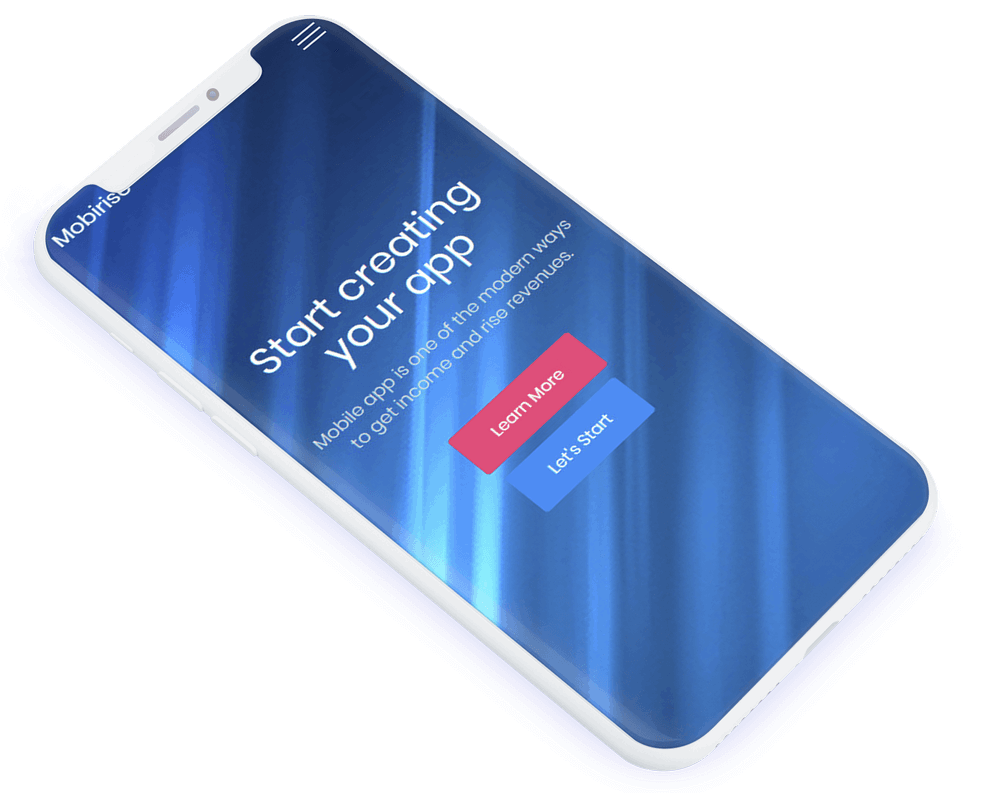 Mobirise
Start creating
your app
Mobile app is one of the modern ways
to get income and rise revenues.
Learn More
Let's Start